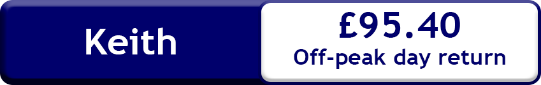 Keith
£95.40
Off-peak day return